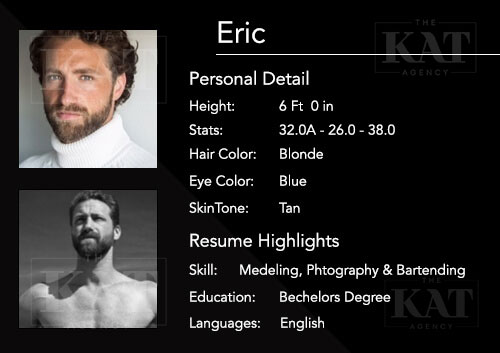 Eric
THE
KAT
AGENCY
Personal Detail
Height: 6 Ft 0 in
Stats: 32.0A - 26.0 - 38.0
Hair Color: Blonde
Eye Color: Blue
SkinTone: Tan
Resume Highlights
Skill: Medeling, Phtography & Bartending
Education: Bechelors Degree
Languages: English
THE
KAT
AGENCY